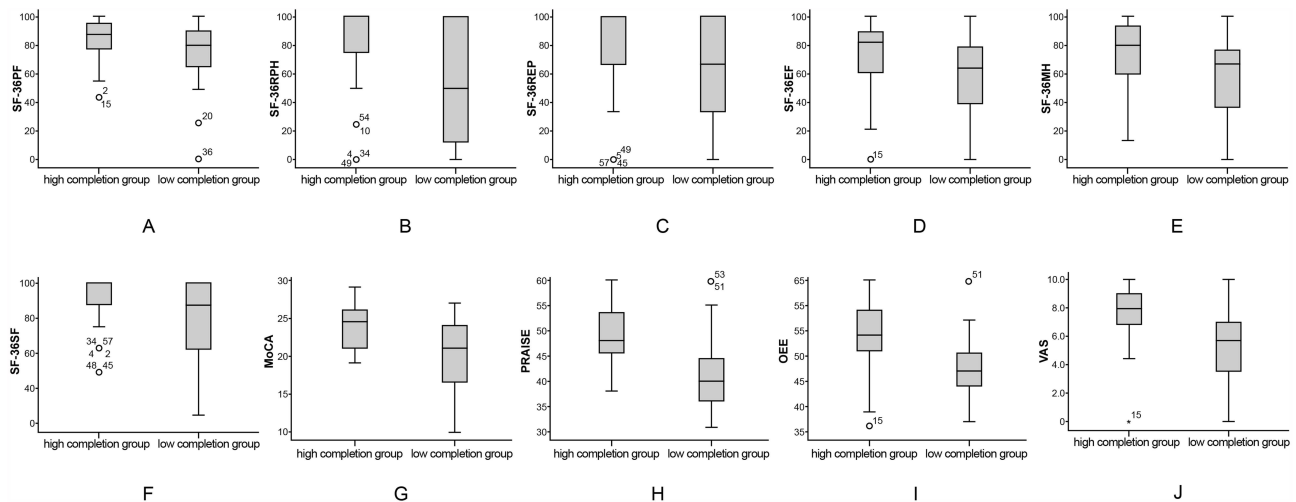 SF-36PF
100
80
60
40
20
0
2
15
20
36
high completion group
low completion group
A
SF-36RPH
100
80
60
40
20
0
54
10
4
34
49
high completion group
low completion group
B
SF-36REP
100
80
60
40
20
0
49
5
57
45
high completion group
low completion group
C
SF-36EF
100
80
60
40
20
0
15
high completion group
low completion group
D
SF-36MH
100
80
60
40
20
0
high completion group
low completion group
E
SF-36SF
100
80
60
40
20
0
34
57
4
2
48
45
high completion group
low completion group
F
MoCA
30
25
20
15
10
high completion group
low completion group
G
PRAISE
60
55
50
45
40
35
30
53
51
high completion group
low completion group
H
OEE
65
60
55
50
45
40
35
15
51
high completion group
low completion group
I
VAS
10
8.0
6.0
4.0
2.0
.0
*15
high completion group
low completion group
J